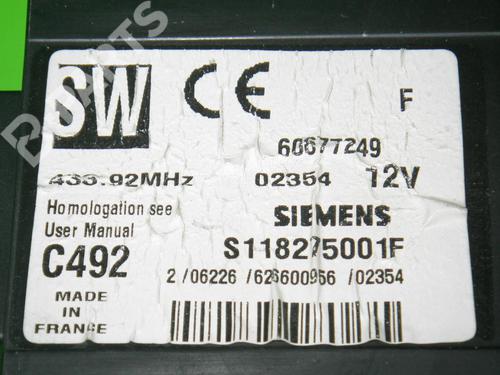 SW CE F
60677249
433.92MHz 02354 12V
Homologation see SIEMENS
User Manual
C492 S118275001F
2/06226/626600966/02354
MADE
IN
FRANCE